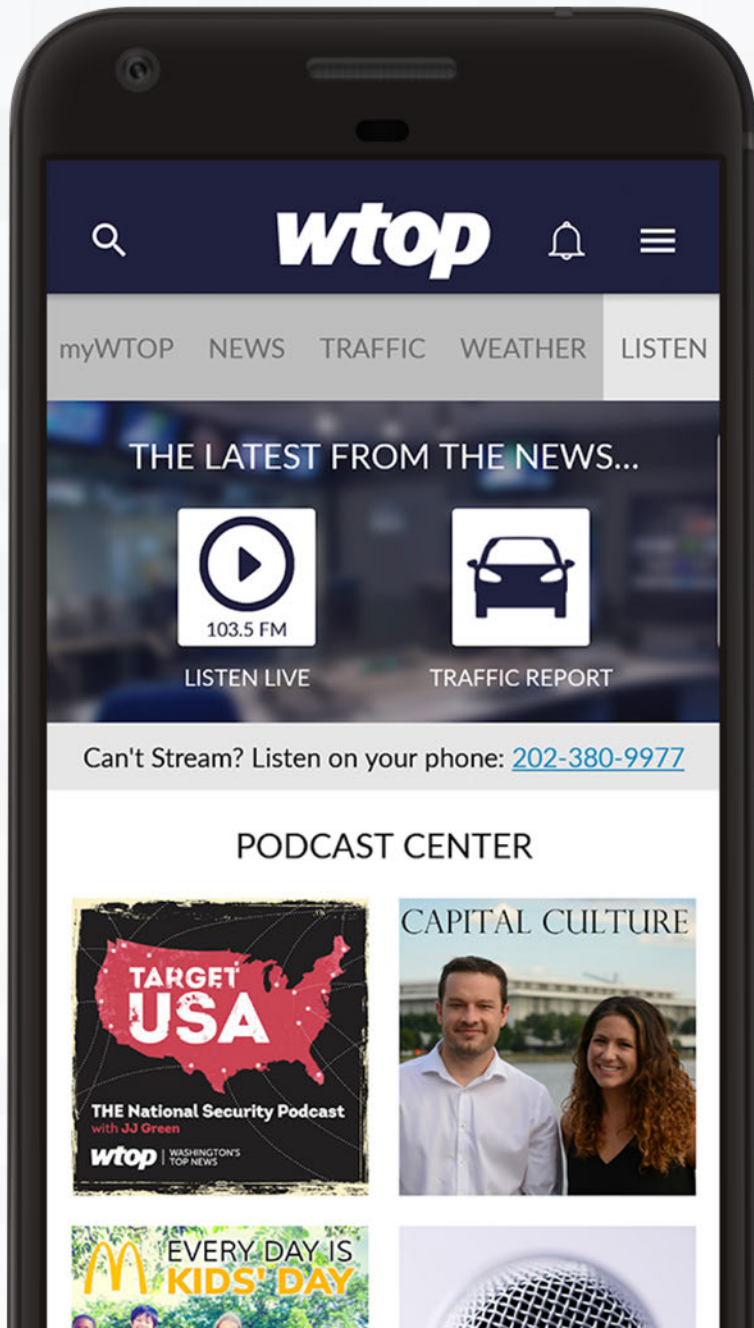 wtop
myWTOP NEWS TRAFFIC WEATHER LISTEN
THE LATEST FROM THE NEWS...
103.5 FM
LISTEN LIVE TRAFFIC REPORT
Can't Stream? Listen on your phone: 202-380-9977
PODCAST CENTER
TARGET
USA
THE National Security Podcast
with JJ Green
wtop | WASHINGTON'S
TOP NEWS
CAPITAL CULTURE
EVERY DAY IS
KIDS' DAY